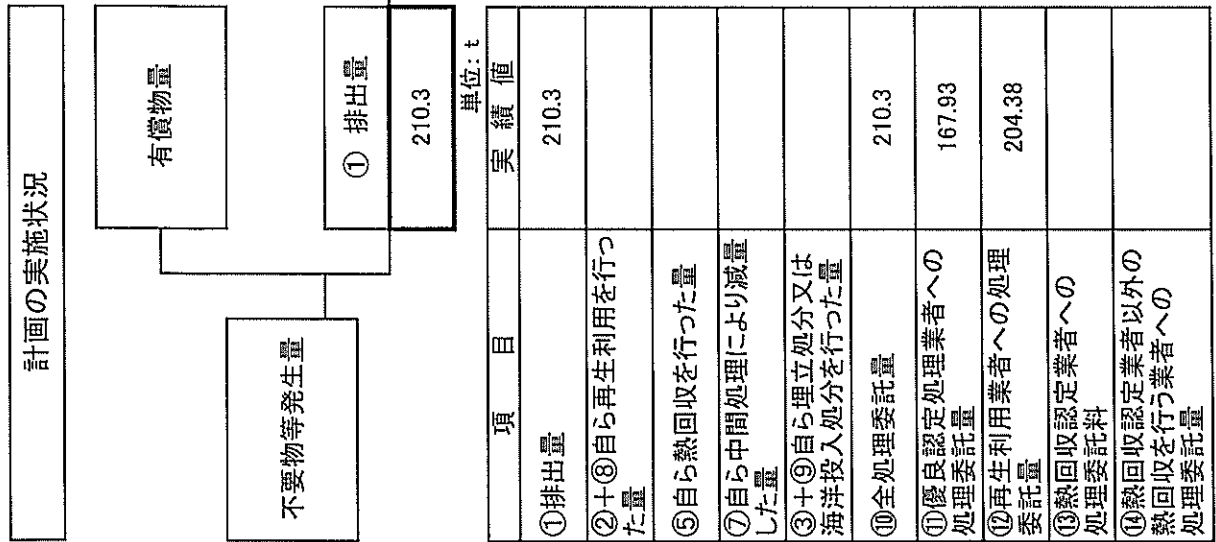 計画の実施状況
有償物量
不要物等発生量
① 排出量
210.3
単位: t
項 目
実 績 値
①排出量
210.3
②+⑧自ら再生利用を行っ
た量
⑤自ら熱回収を行った量
⑦自ら中間処理により減量
した量
③+⑨自ら埋立処分又は
海洋投入処分を行った量
⑩全処理委託量
210.3
⑪優良認定処理業者への
処理委託量
167.93
⑫再生利用業者への処理
委託量
204.38
⑬熱回収認定業者への
処理委託料
⑭熱回収認定業者以外の
熱回収を行う業者への
処理委託量